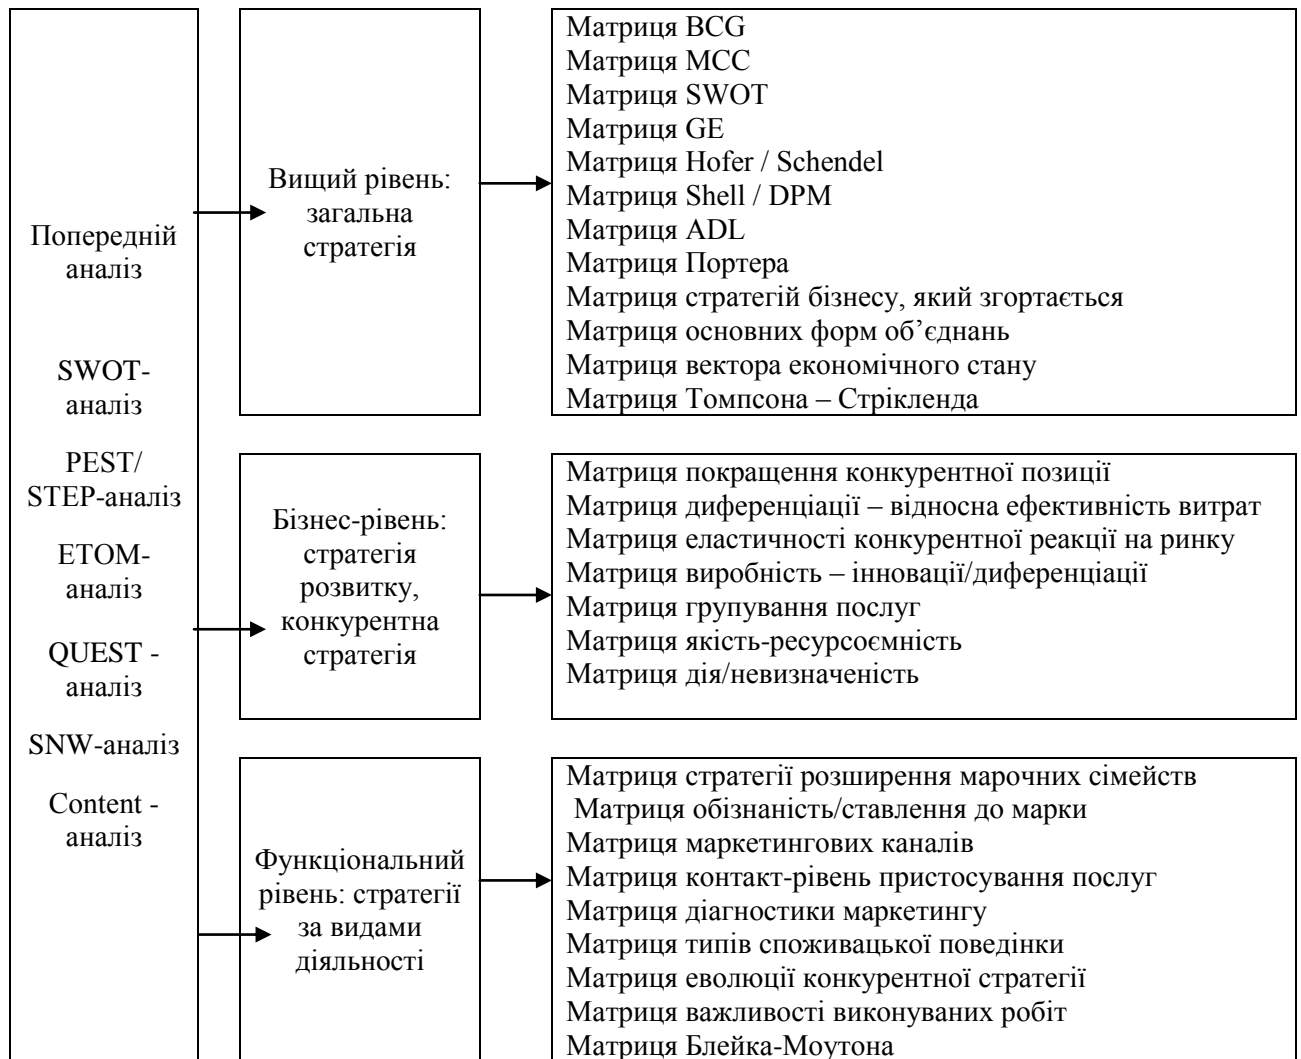 Попередній
аналіз
SWOT-
аналіз
PEST/
STEP-аналіз
ETOM-
аналіз
QUEST -
аналіз
SNW-аналіз
Content -
аналіз
Вищий рівень:
загальна
стратегія
Матриця BCG
Матриця MCC
Матриця SWOT
Матриця GE
Матриця Hofer / Schendel
Матриця Shell / DPM
Матриця ADL
Матриця Портера
Матриця стратегій бізнесу, який згортається
Матриця основних форм об’єднань
Матриця вектора економічного стану
Матриця Томпсона – Стрікленда
Бізнес-рівень:
стратегія
розвитку,
конкурентна
стратегія
Матриця покращення конкурентної позиції
Матриця диференціації – відносна ефективність витрат
Матриця еластичності конкурентної реакції на ринку
Матриця виробність – інновації/диференціації
Матриця групування послуг
Матриця якість-ресурсоємність
Матриця дія/невизначеність
Функціональний
рівень: стратегії
за видами
діяльності
Матриця стратегії розширення марочних сімейств
Матриця обізнаність/ставлення до марки
Матриця маркетингових каналів
Матриця контакт-рівень пристосування послуг
Матриця діагностики маркетингу
Матриця типів споживацької поведінки
Матриця еволюції конкурентної стратегії
Матриця важливості виконуваних робіт
Матриця Блейка-Моутона